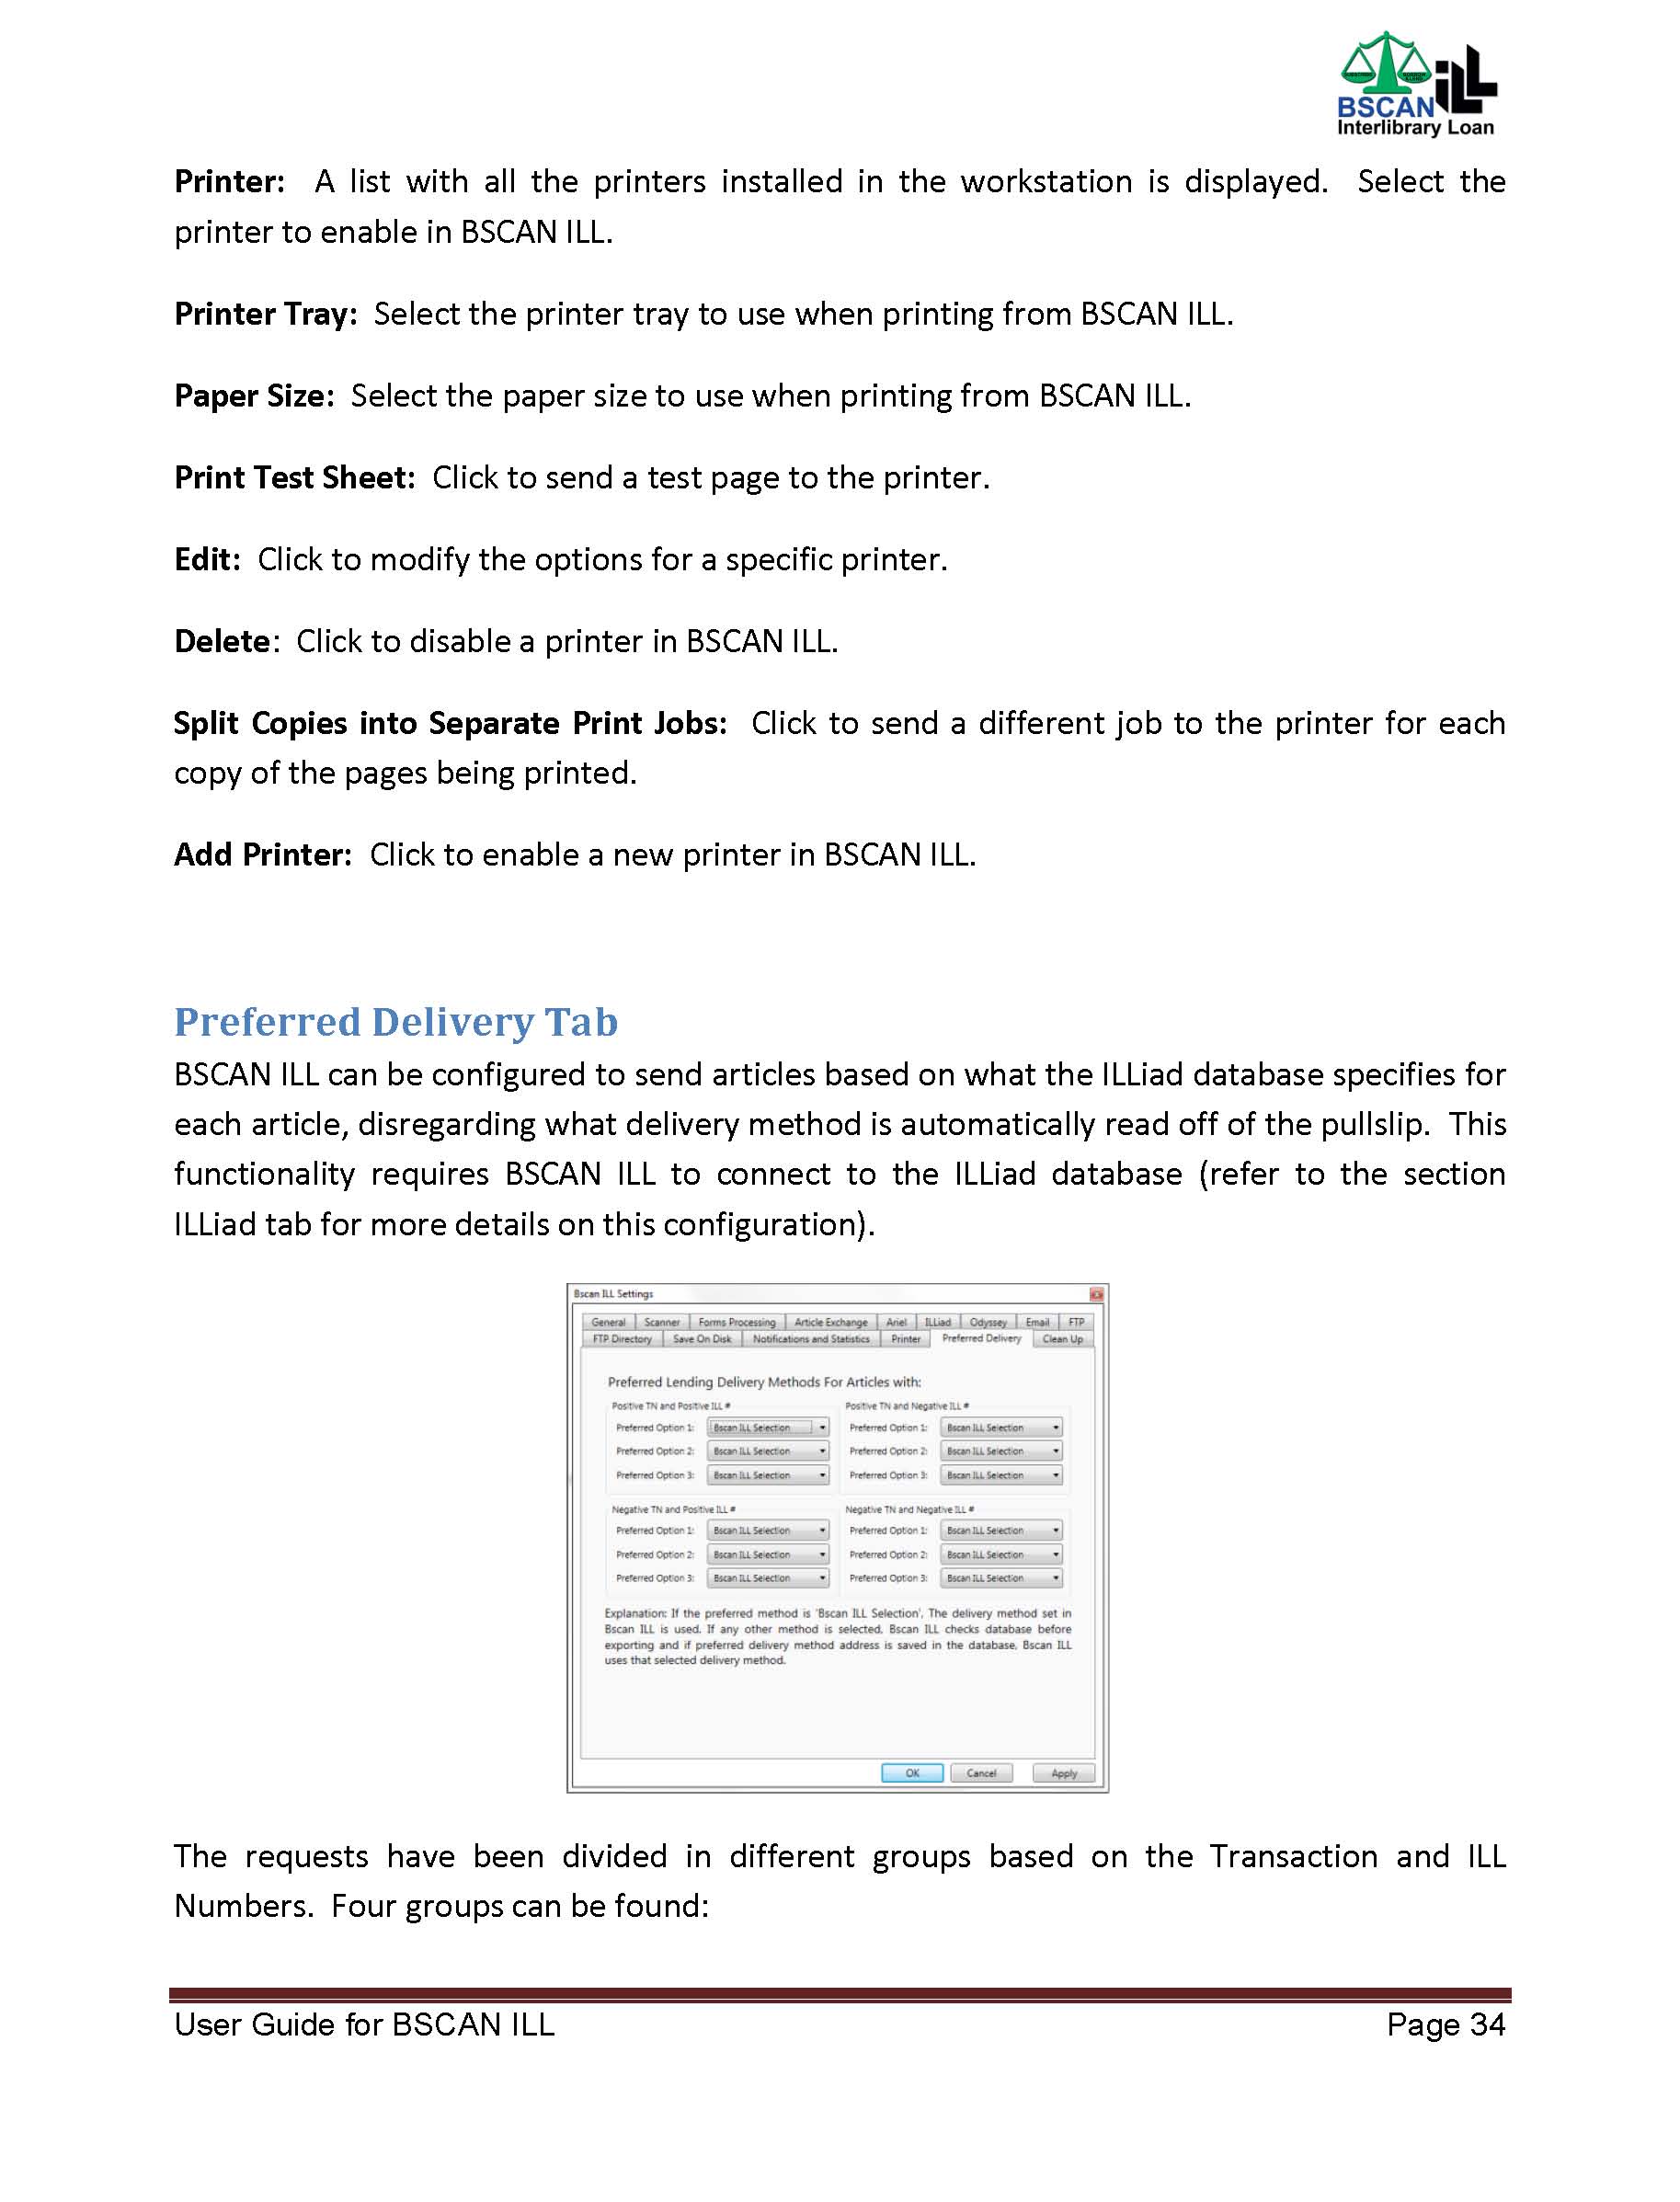 BSCAN ILL
Interlibrary Loan
Printer:  A list with all the printers installed in the workstation is displayed.  Select the
printer to enable in BSCAN ILL.
Printer Tray:  Select the printer tray to use when printing from BSCAN ILL.
Paper Size:  Select the paper size to use when printing from BSCAN ILL.
Print Test Sheet:  Click to send a test page to the printer.
Edit:  Click to modify the options for a specific printer.
Delete:  Click to disable a printer in BSCAN ILL.
Split Copies into Separate Print Jobs:  Click to send a different job to the printer for each
copy of the pages being printed.
Add Printer:  Click to enable a new printer in BSCAN ILL.
Preferred Delivery Tab
BSCAN ILL can be configured to send articles based on what the ILLiad database specifies for
each article, disregarding what delivery method is automatically read off of the pullslip.  This
functionality requires BSCAN ILL to connect to the ILLiad database (refer to the section
ILLiad tab for more details on this configuration).
Bscan ILL Settings
General Scanner Forms Processing Article Exchange Ariel ILLiad Odyssey Email FTP
FTP Directory Save On Disk Notifications and Statistics Printer Preferred Delivery Clean Up
Preferred Lending Delivery Methods For Articles with:
Positive TN and Positive ILL # Positive TN and Negative ILL #
Preferred Option 1: Bscan ILL Selection Preferred Option 1: Bscan ILL Selection
Preferred Option 2: Bscan ILL Selection Preferred Option 2: Bscan ILL Selection
Preferred Option 3: Bscan ILL Selection Preferred Option 3: Bscan ILL Selection
Negative TN and Positive ILL # Negative TN and Negative ILL #
Preferred Option 1: Bscan ILL Selection Preferred Option 1: Bscan ILL Selection
Preferred Option 2: Bscan ILL Selection Preferred Option 2: Bscan ILL Selection
Preferred Option 3: Bscan ILL Selection Preferred Option 3: Bscan ILL Selection
Explanation: If the preferred method is 'Bscan ILL Selection', The delivery method set in
Bscan ILL is used. If any other method is selected, Bscan ILL checks database before
exporting and if preferred delivery method address is saved in the database, Bscan ILL
uses that selected delivery method.
OK Cancel Apply
The requests have been divided in different groups based on the Transaction and ILL
Numbers.  Four groups can be found:
User Guide for BSCAN ILL Page 34